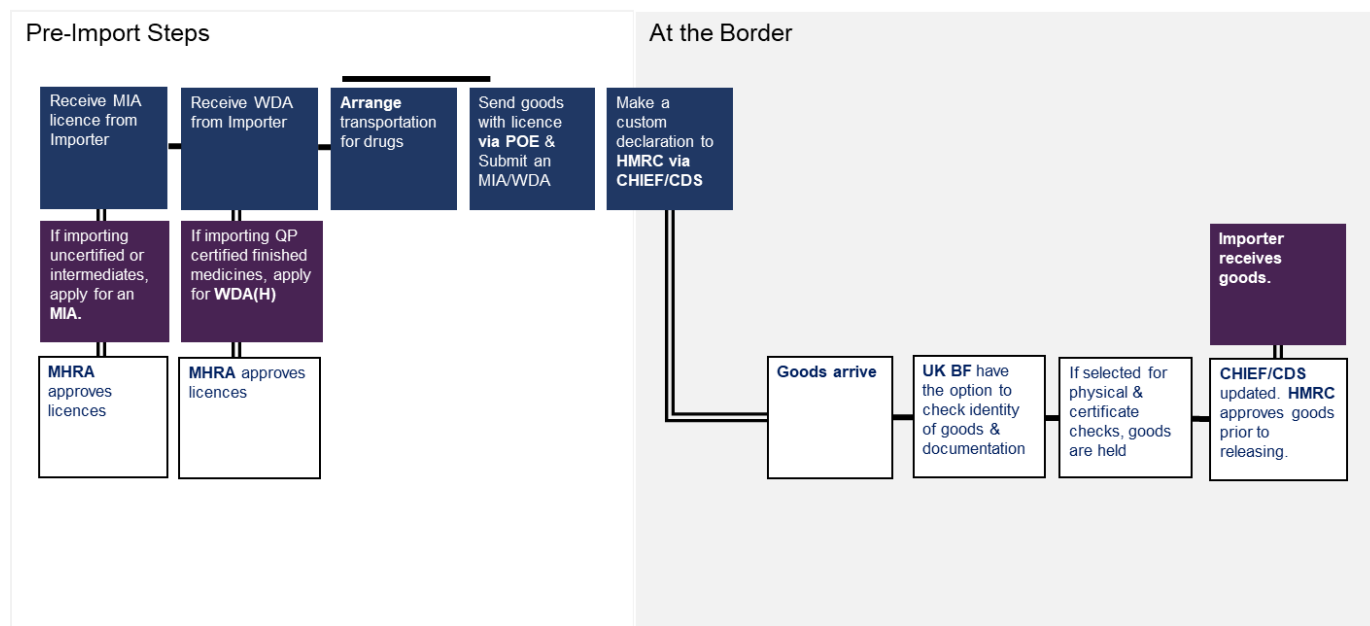 Pre-Import Steps
At the Border
Receive MIA
licence from
Importer
Receive WDA
from Importer
Arrange
transportation
for drugs
Send goods
with licence
via POE &
Submit an
MIA/WDA
Make a
custom
declaration to
HMRC via
CHIEF/CDS
If importing
uncertified or
intermediates,
apply for an
MIA.
If importing QP
certified finished
medicines, apply
for WDA(H)
Importer
receives
goods.
MHRA
approves
licences
MHRA approves
licences
Goods arrive
UK BF have
the option to
check identity
of goods &
documentation
If selected for
physical &
certificate
checks, goods
are held
CHIEF/CDS
updated. HMRC
approves goods
prior to
releasing.